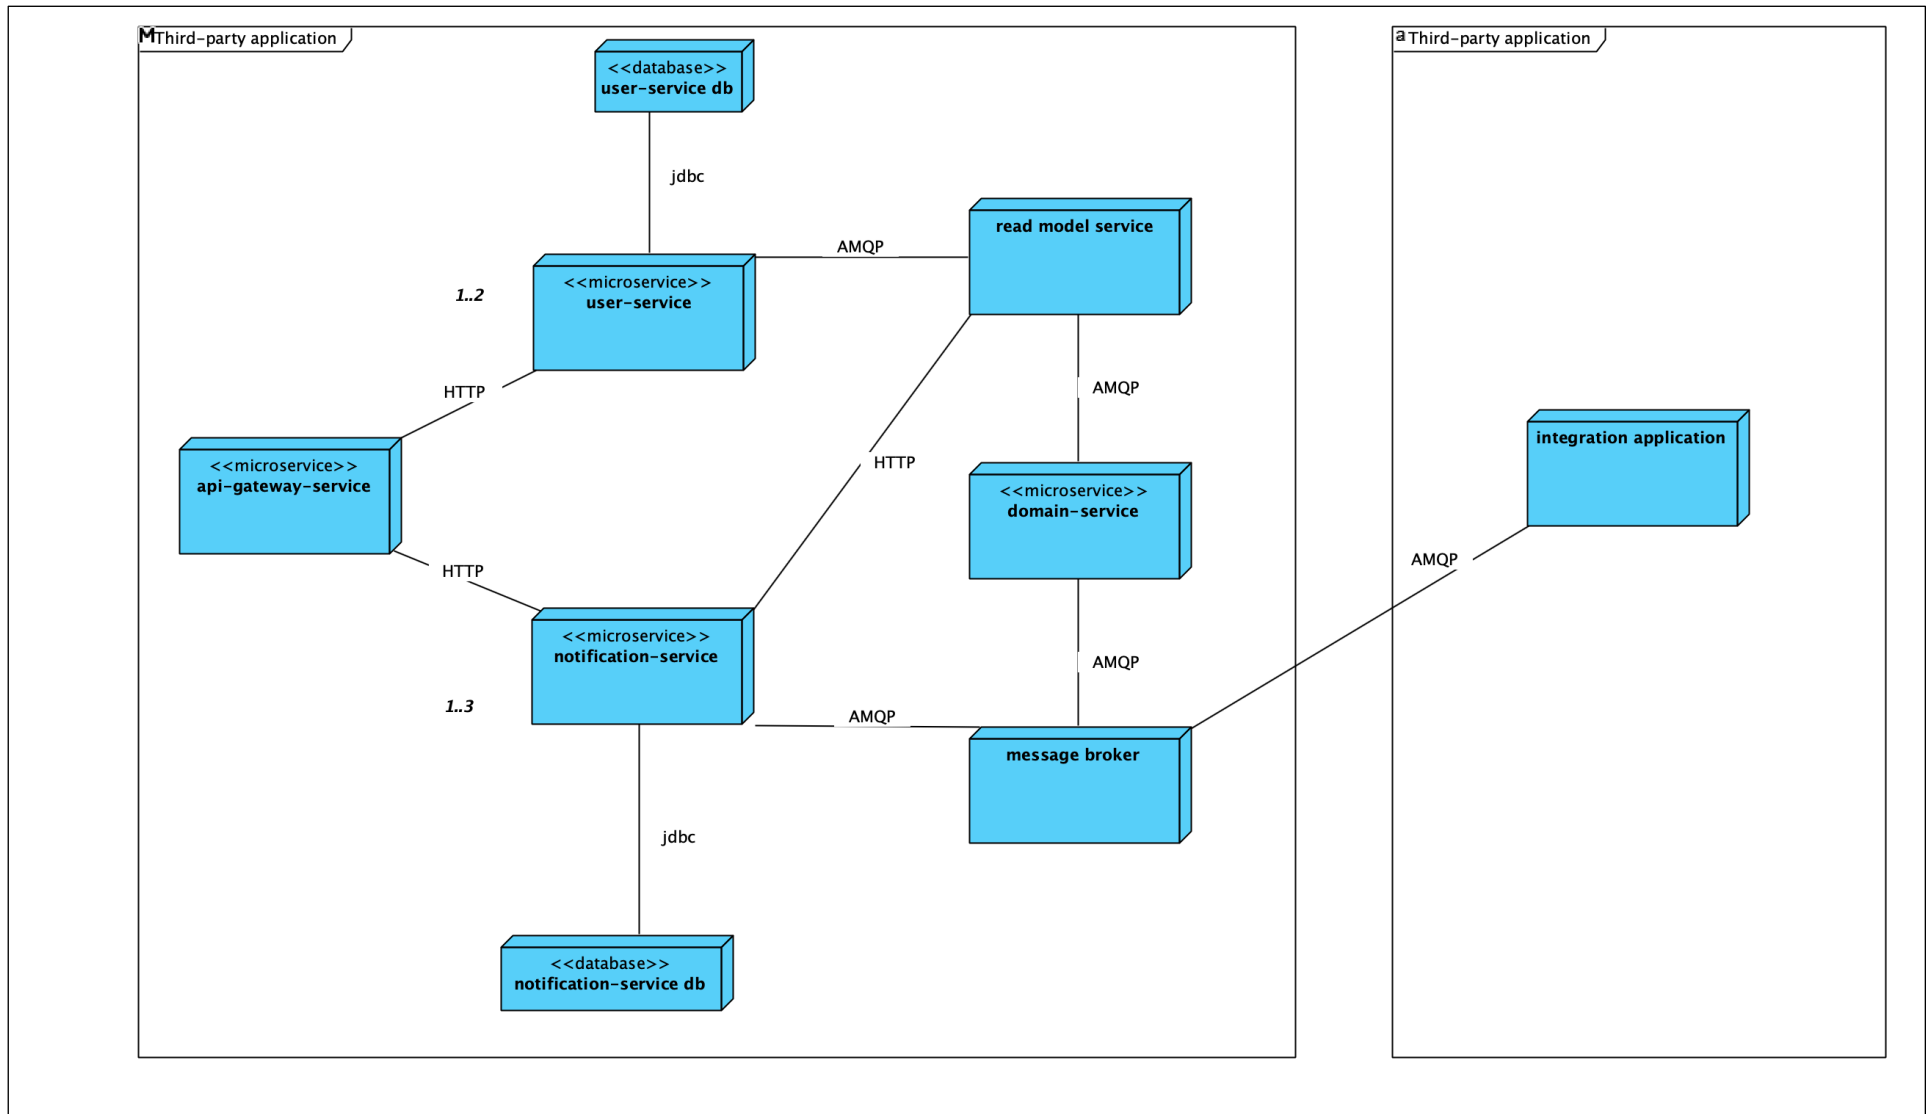 M Third-party application
a Third-party application
<<database>>
user-service db
jdbc
read model service
AMQP
<<microservice>>
user-service
1..2
HTTP
AMQP
integration application
<<microservice>>
api-gateway-service
HTTP
<<microservice>>
domain-service
AMQP
HTTP
<<microservice>>
notification-service
AMQP
1..3
AMQP
message broker
jdbc
<<database>>
notification-service db